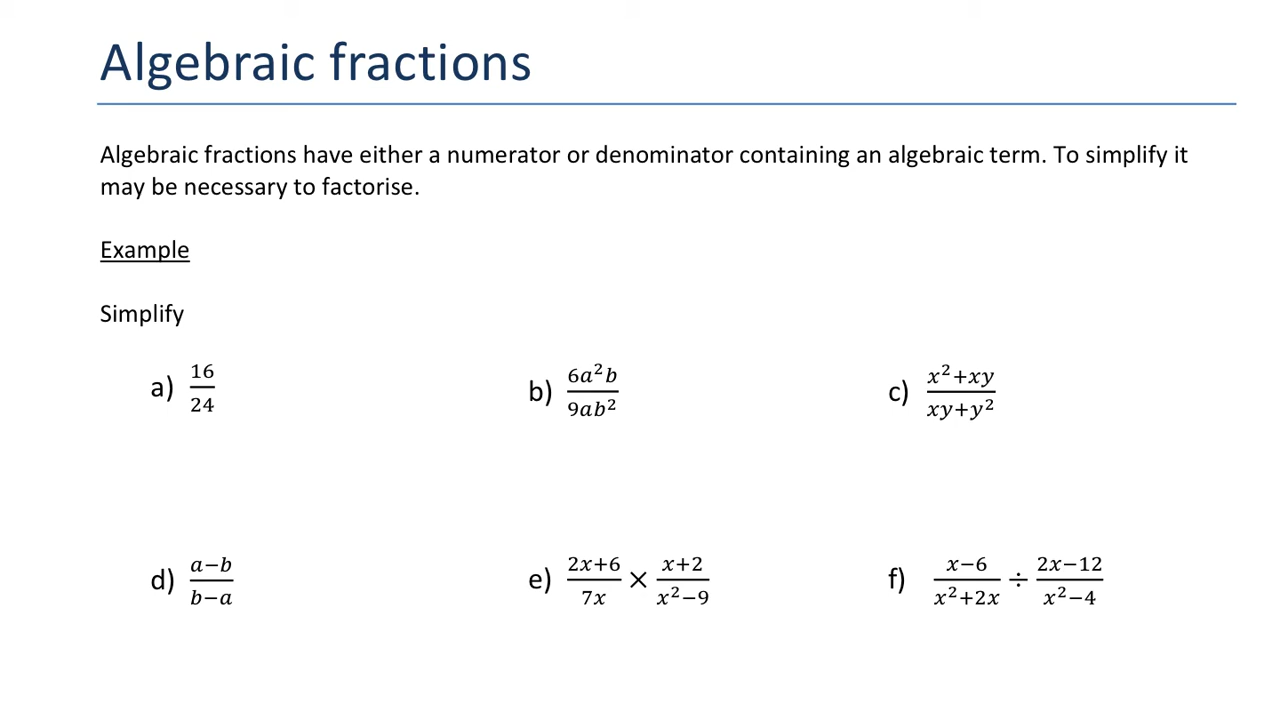 Algebraic fractions
Algebraic fractions have either a numerator or denominator containing an algebraic term. To simplify it
may be necessary to factorise.
Example
Simplify
a) 16/24 b) 6a²b/9ab² c) x²+xy/xy+y²
d) a−b/b−a e) 2x+6/7x × x+2/x²−9 f) x−6/x²+2x ÷ 2x−12/x²−4